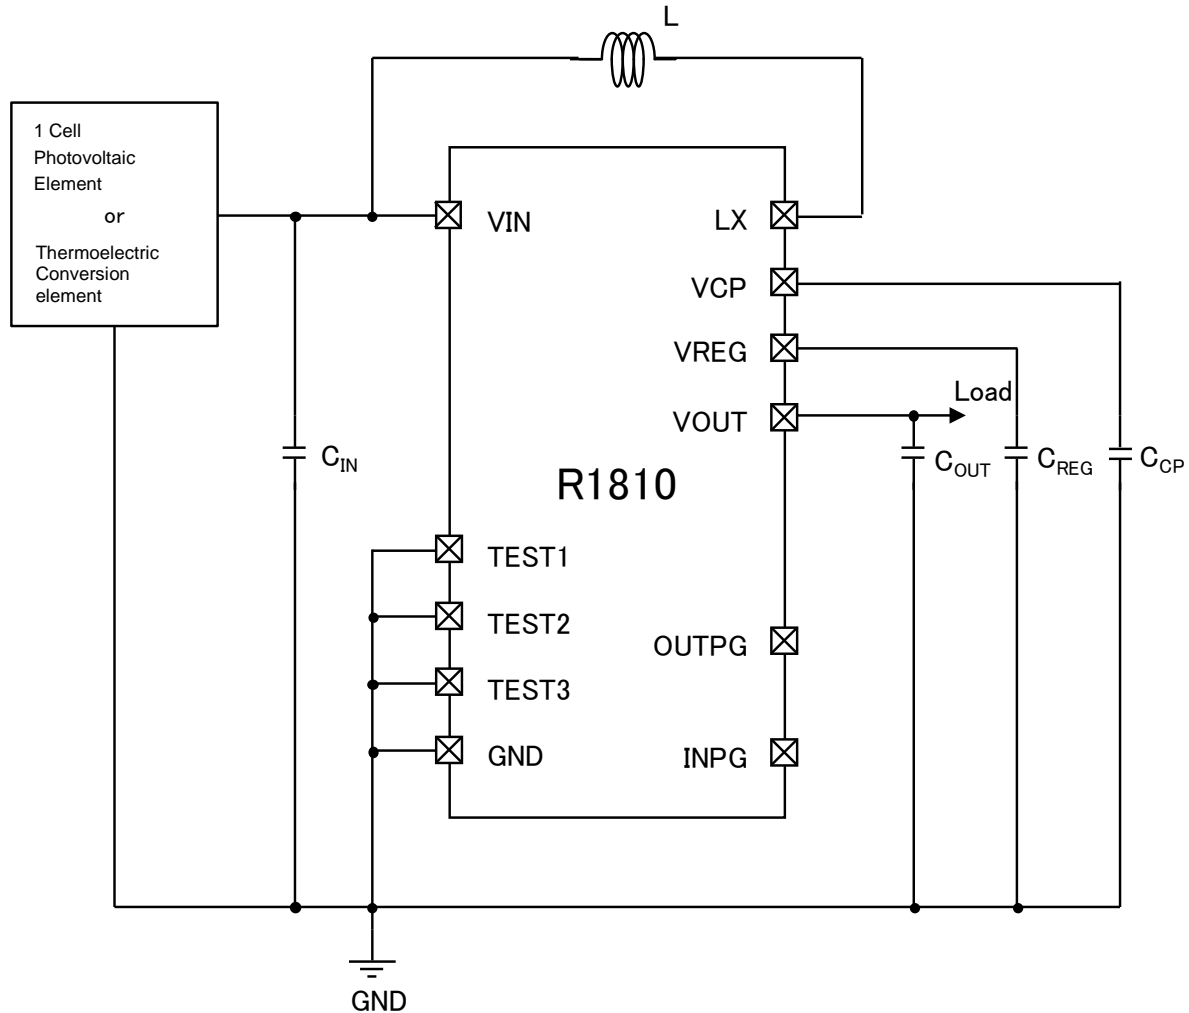 L
1 Cell
Photovoltaic
Element
or
Thermoelectric
Conversion
element
VIN
LX
VCP
VREG
VOUT
Load
C_IN
C_OUT
C_REG
C_CP
R1810
TEST1
TEST2
TEST3
GND
OUTPG
INPG
GND